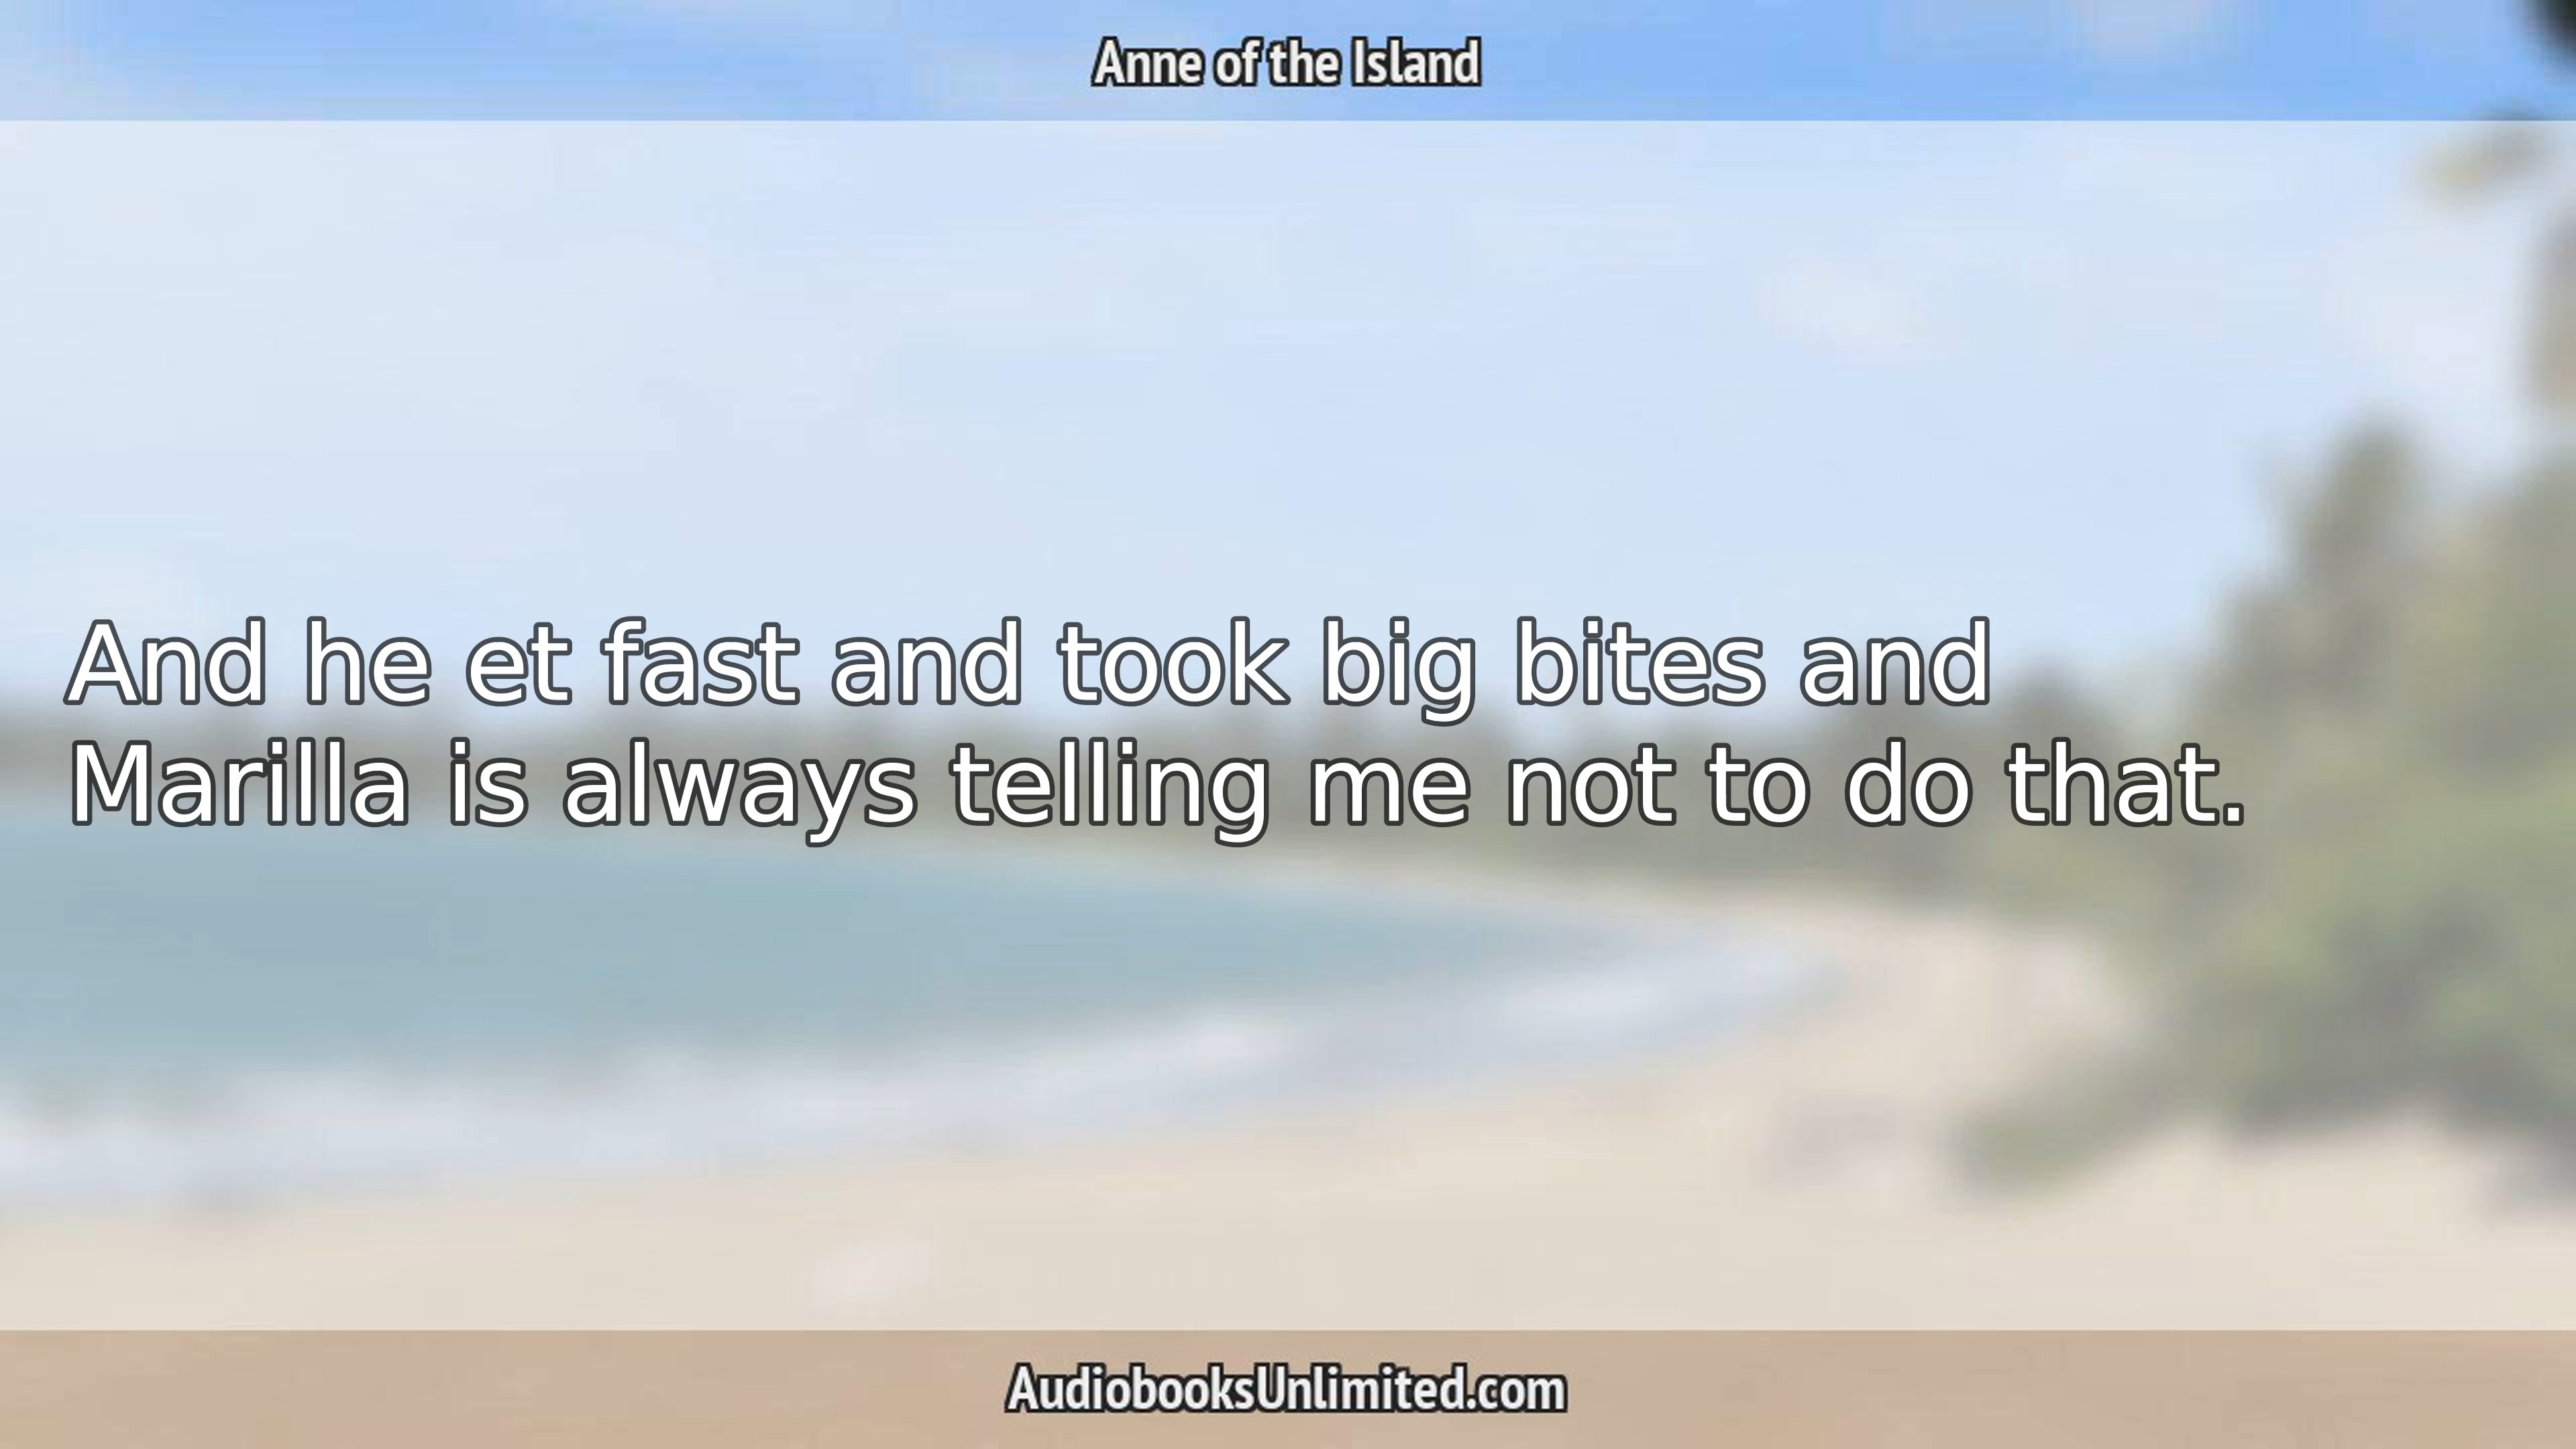 Anne of the Island
And he et fast and took big bites and
Marilla is always telling me not to do that.
AudiobooksUnlimited.com